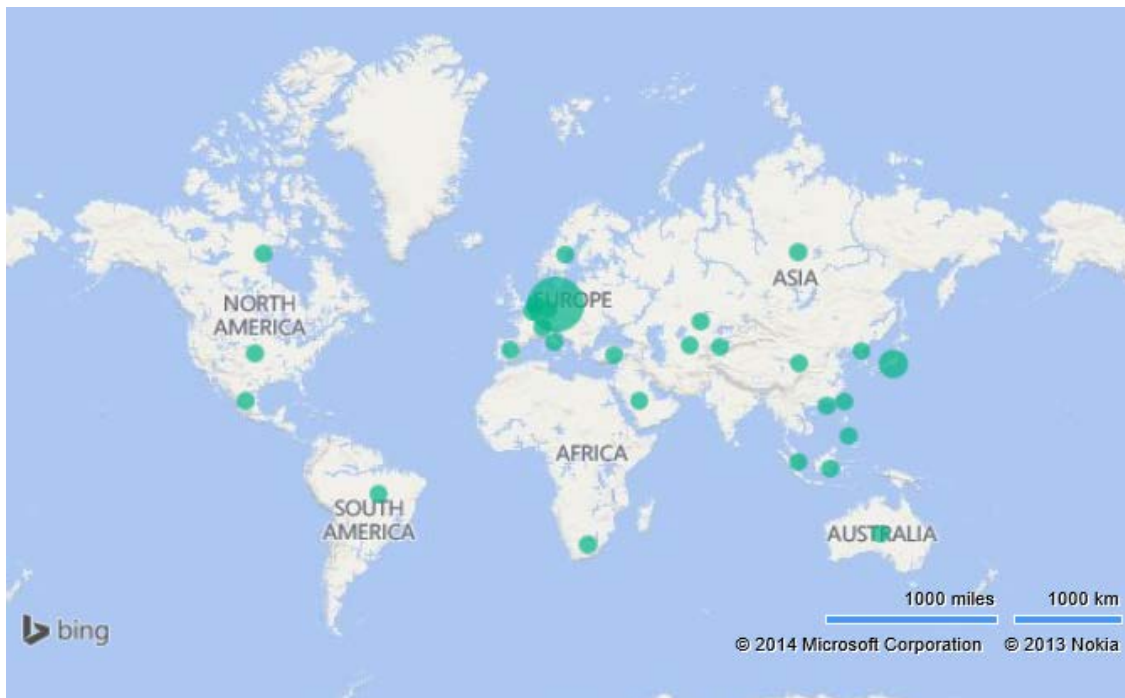 ASIA
EUROPE
NORTH
AMERICA
AFRICA
SOUTH
AMERICA
AUSTRALIA
1000 miles 1000 km
bing
© 2014 Microsoft Corporation © 2013 Nokia